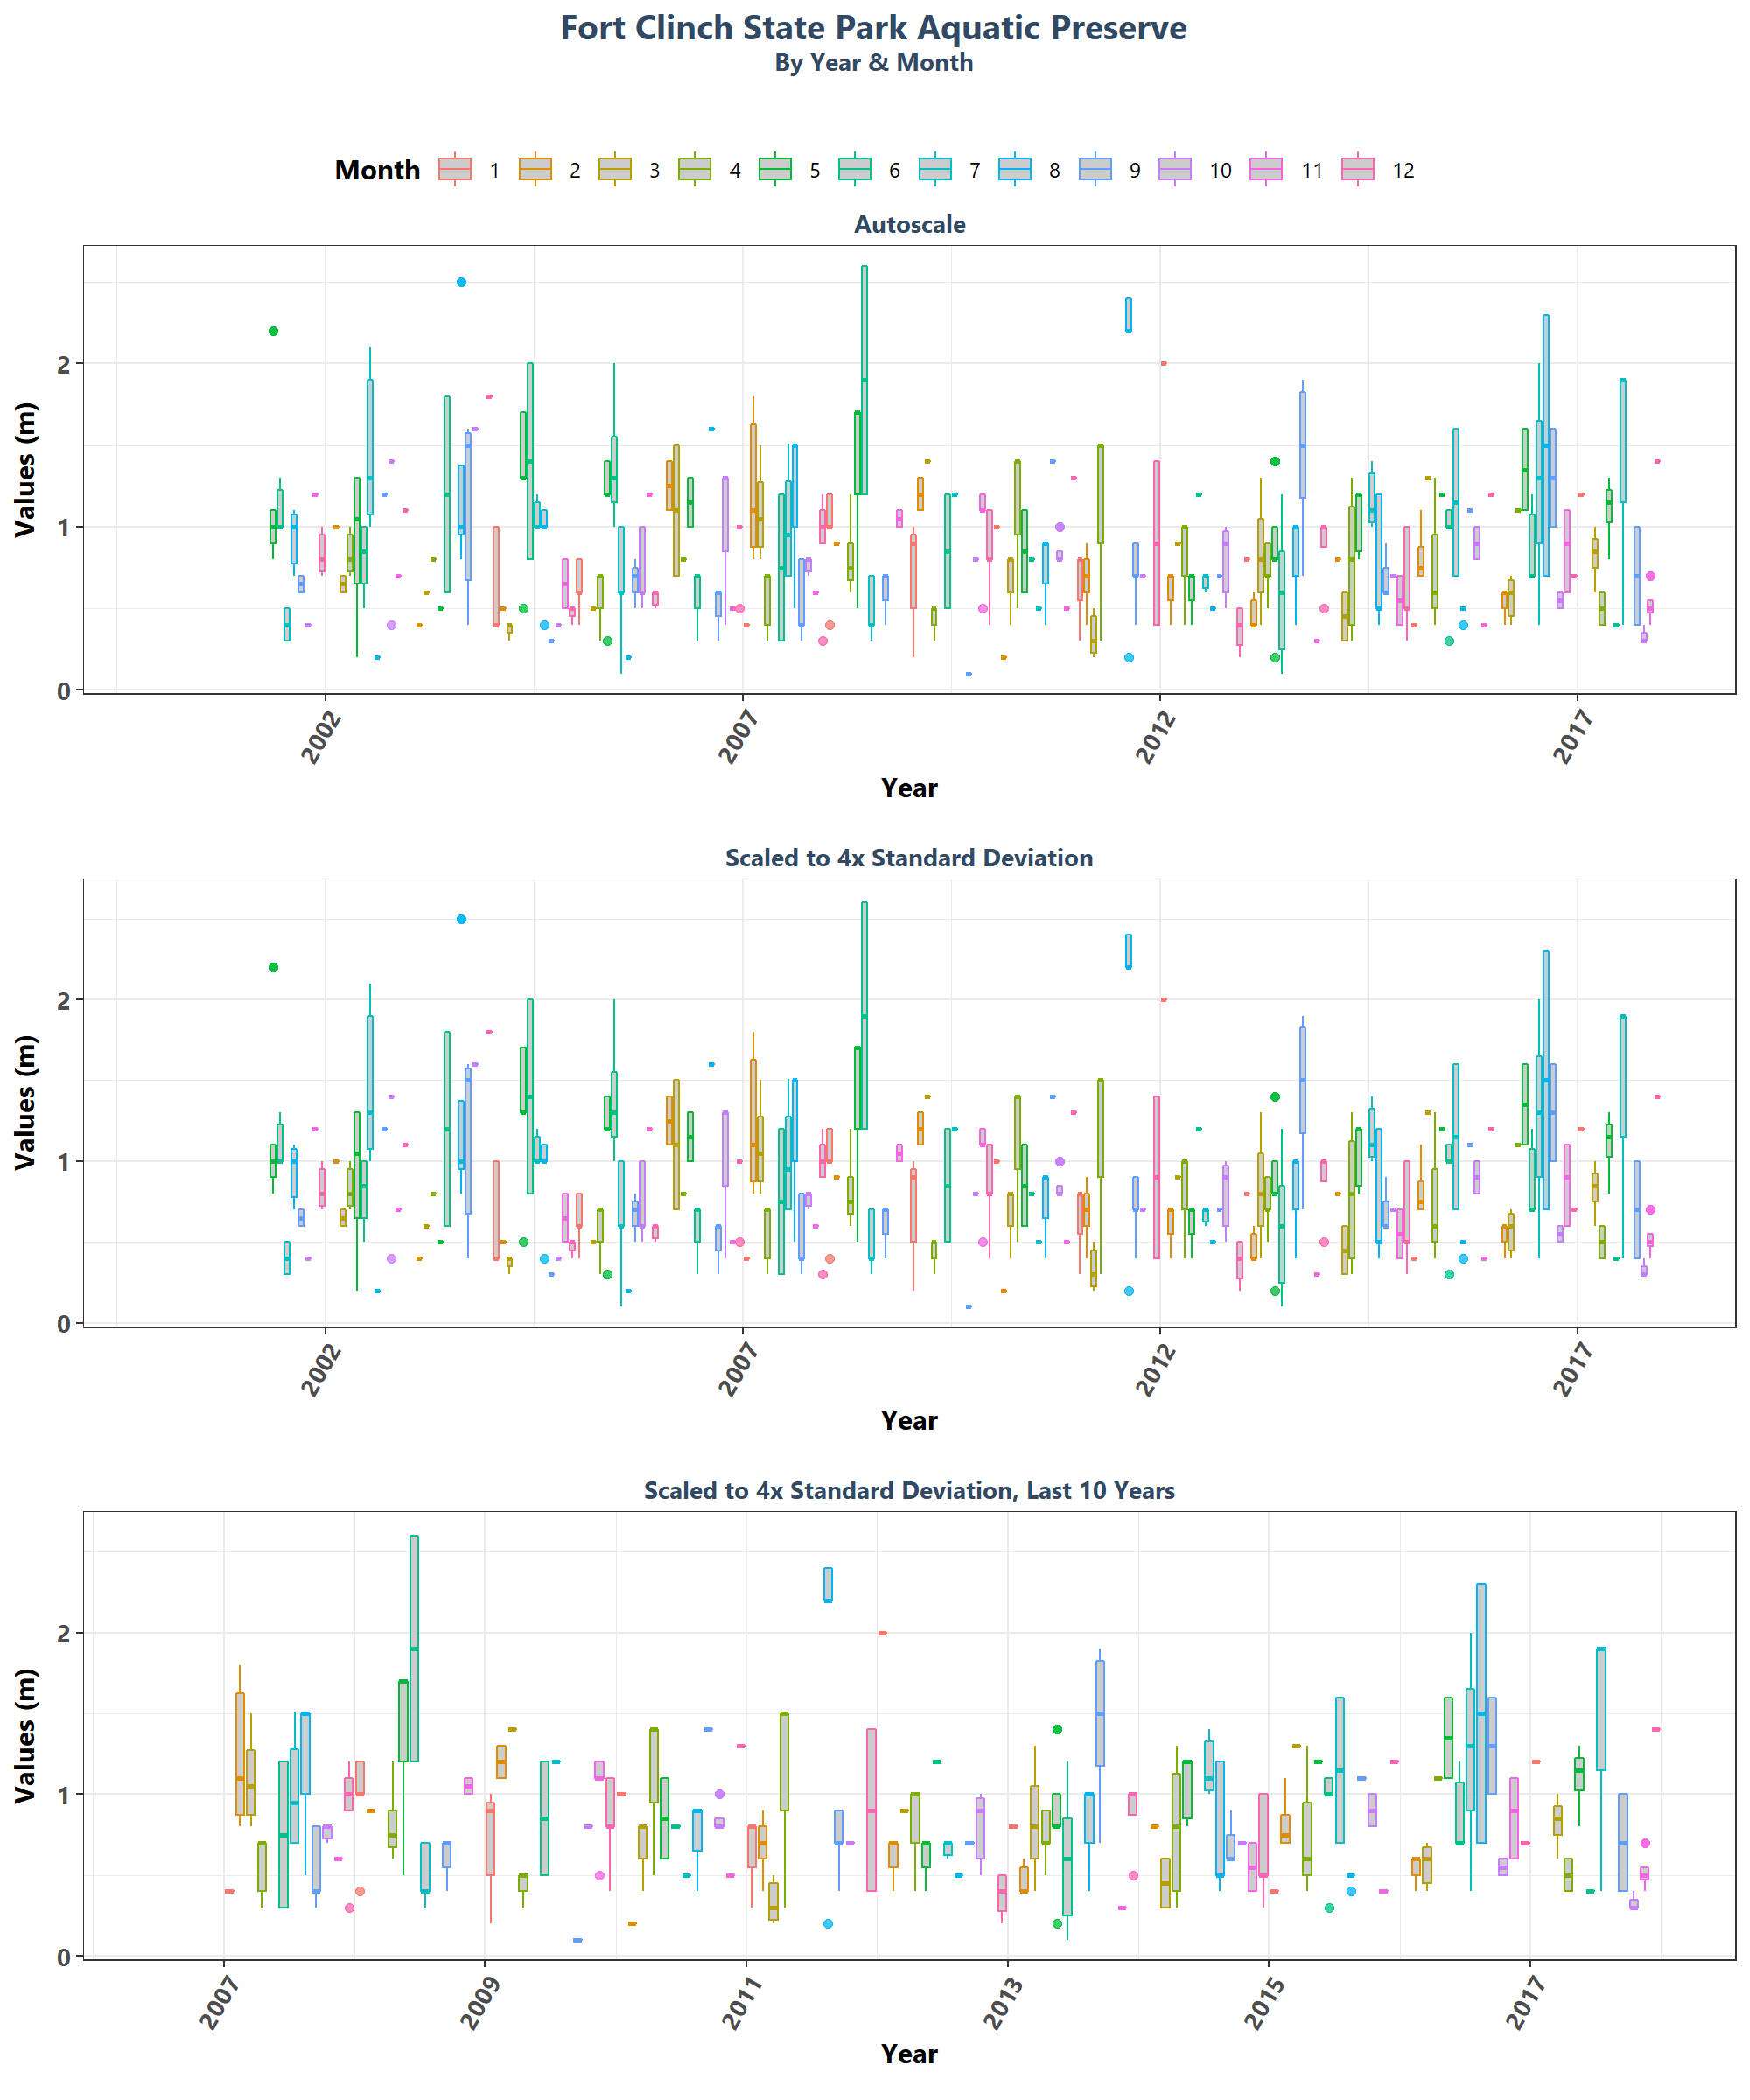 Fort Clinch State Park Aquatic Preserve
By Year & Month
Month 1 2 3 4 5 6 7 8 9 10 11 12
Autoscale
Values (m)
2
1
0
2002 2007 2012 2017
Year
Scaled to 4x Standard Deviation
Values (m)
2
1
0
2002 2007 2012 2017
Year
Scaled to 4x Standard Deviation, Last 10 Years
Values (m)
2
1
0
2007 2009 2011 2013 2015 2017
Year